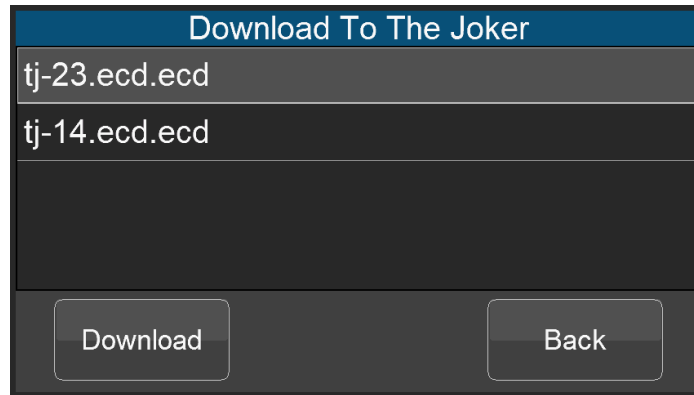 Download To The Joker
tj-23.ecd.ecd
tj-14.ecd.ecd
Download
Back